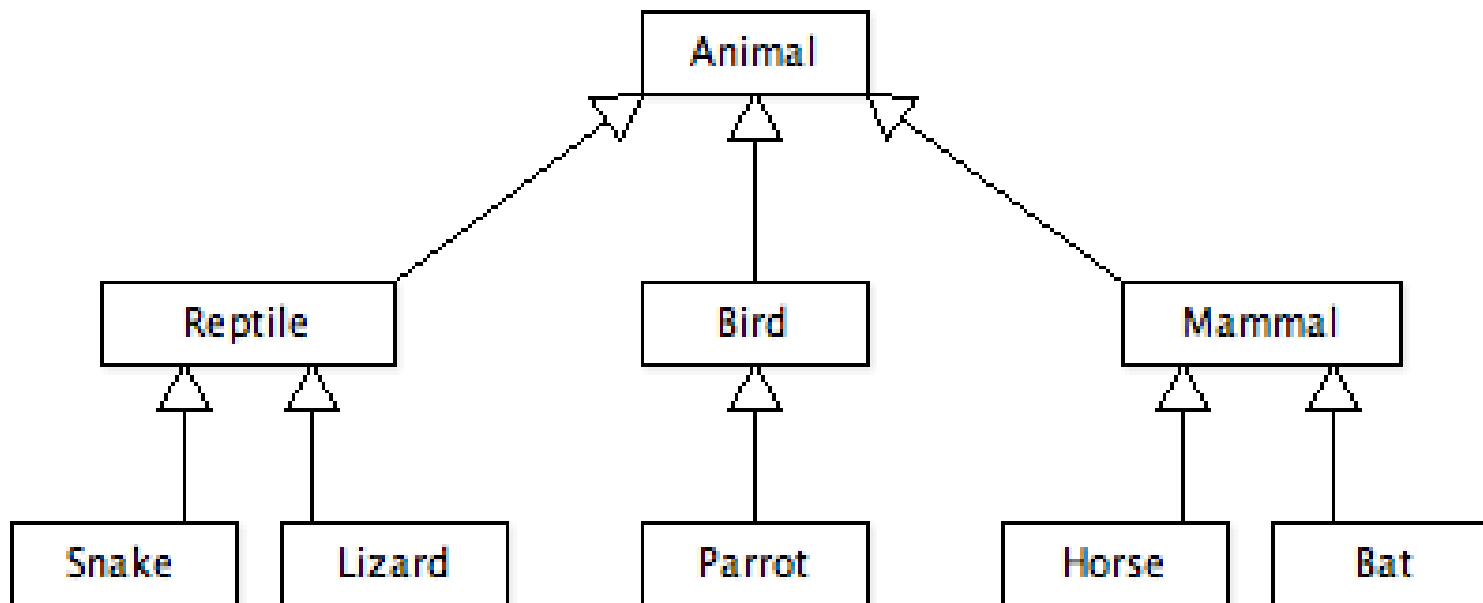 Animal
Reptile
Bird
Mammal
Snake
Lizard
Parrot
Horse
Bat